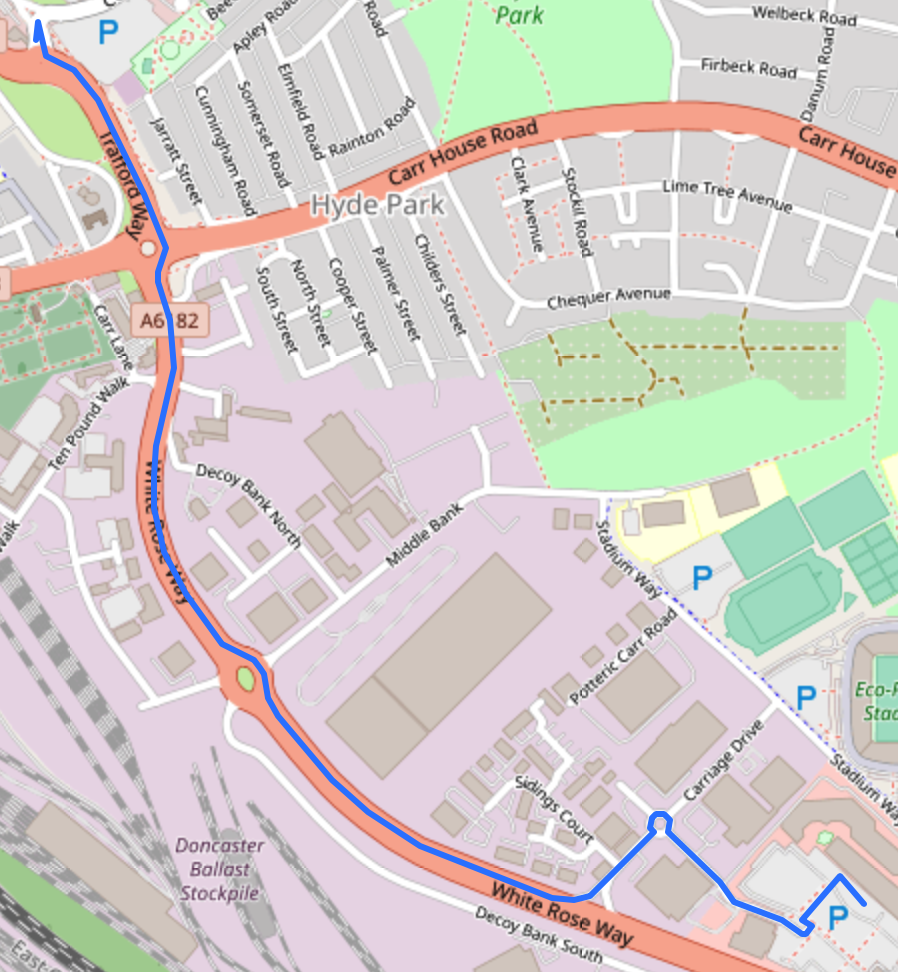 Park
Welbeck Road
Firbeck Road
Danum Road
P
Apley Road
Road
Elmfield Road
Somerset Road
Cunningham Road
Jarratt Street
Rainton Road
Carr House Road
Carr House
Trafford Way
Hyde Park
Clark Avenue
Stockil Road
Lime Tree Avenue
Chequer Avenue
Childers Street
Palmer Street
Cooper Street
North Street
South Street
Carr Lane
Ten Pound Walk
White Rose Way
Decoy Bank North
Middle Bank
Stadium Way
P
Potteric Carr Road
P
Carriage Drive
Stadium Way
Sidings Court
Doncaster
Ballast
Stockpile
White Rose Way
Decoy Bank South
P